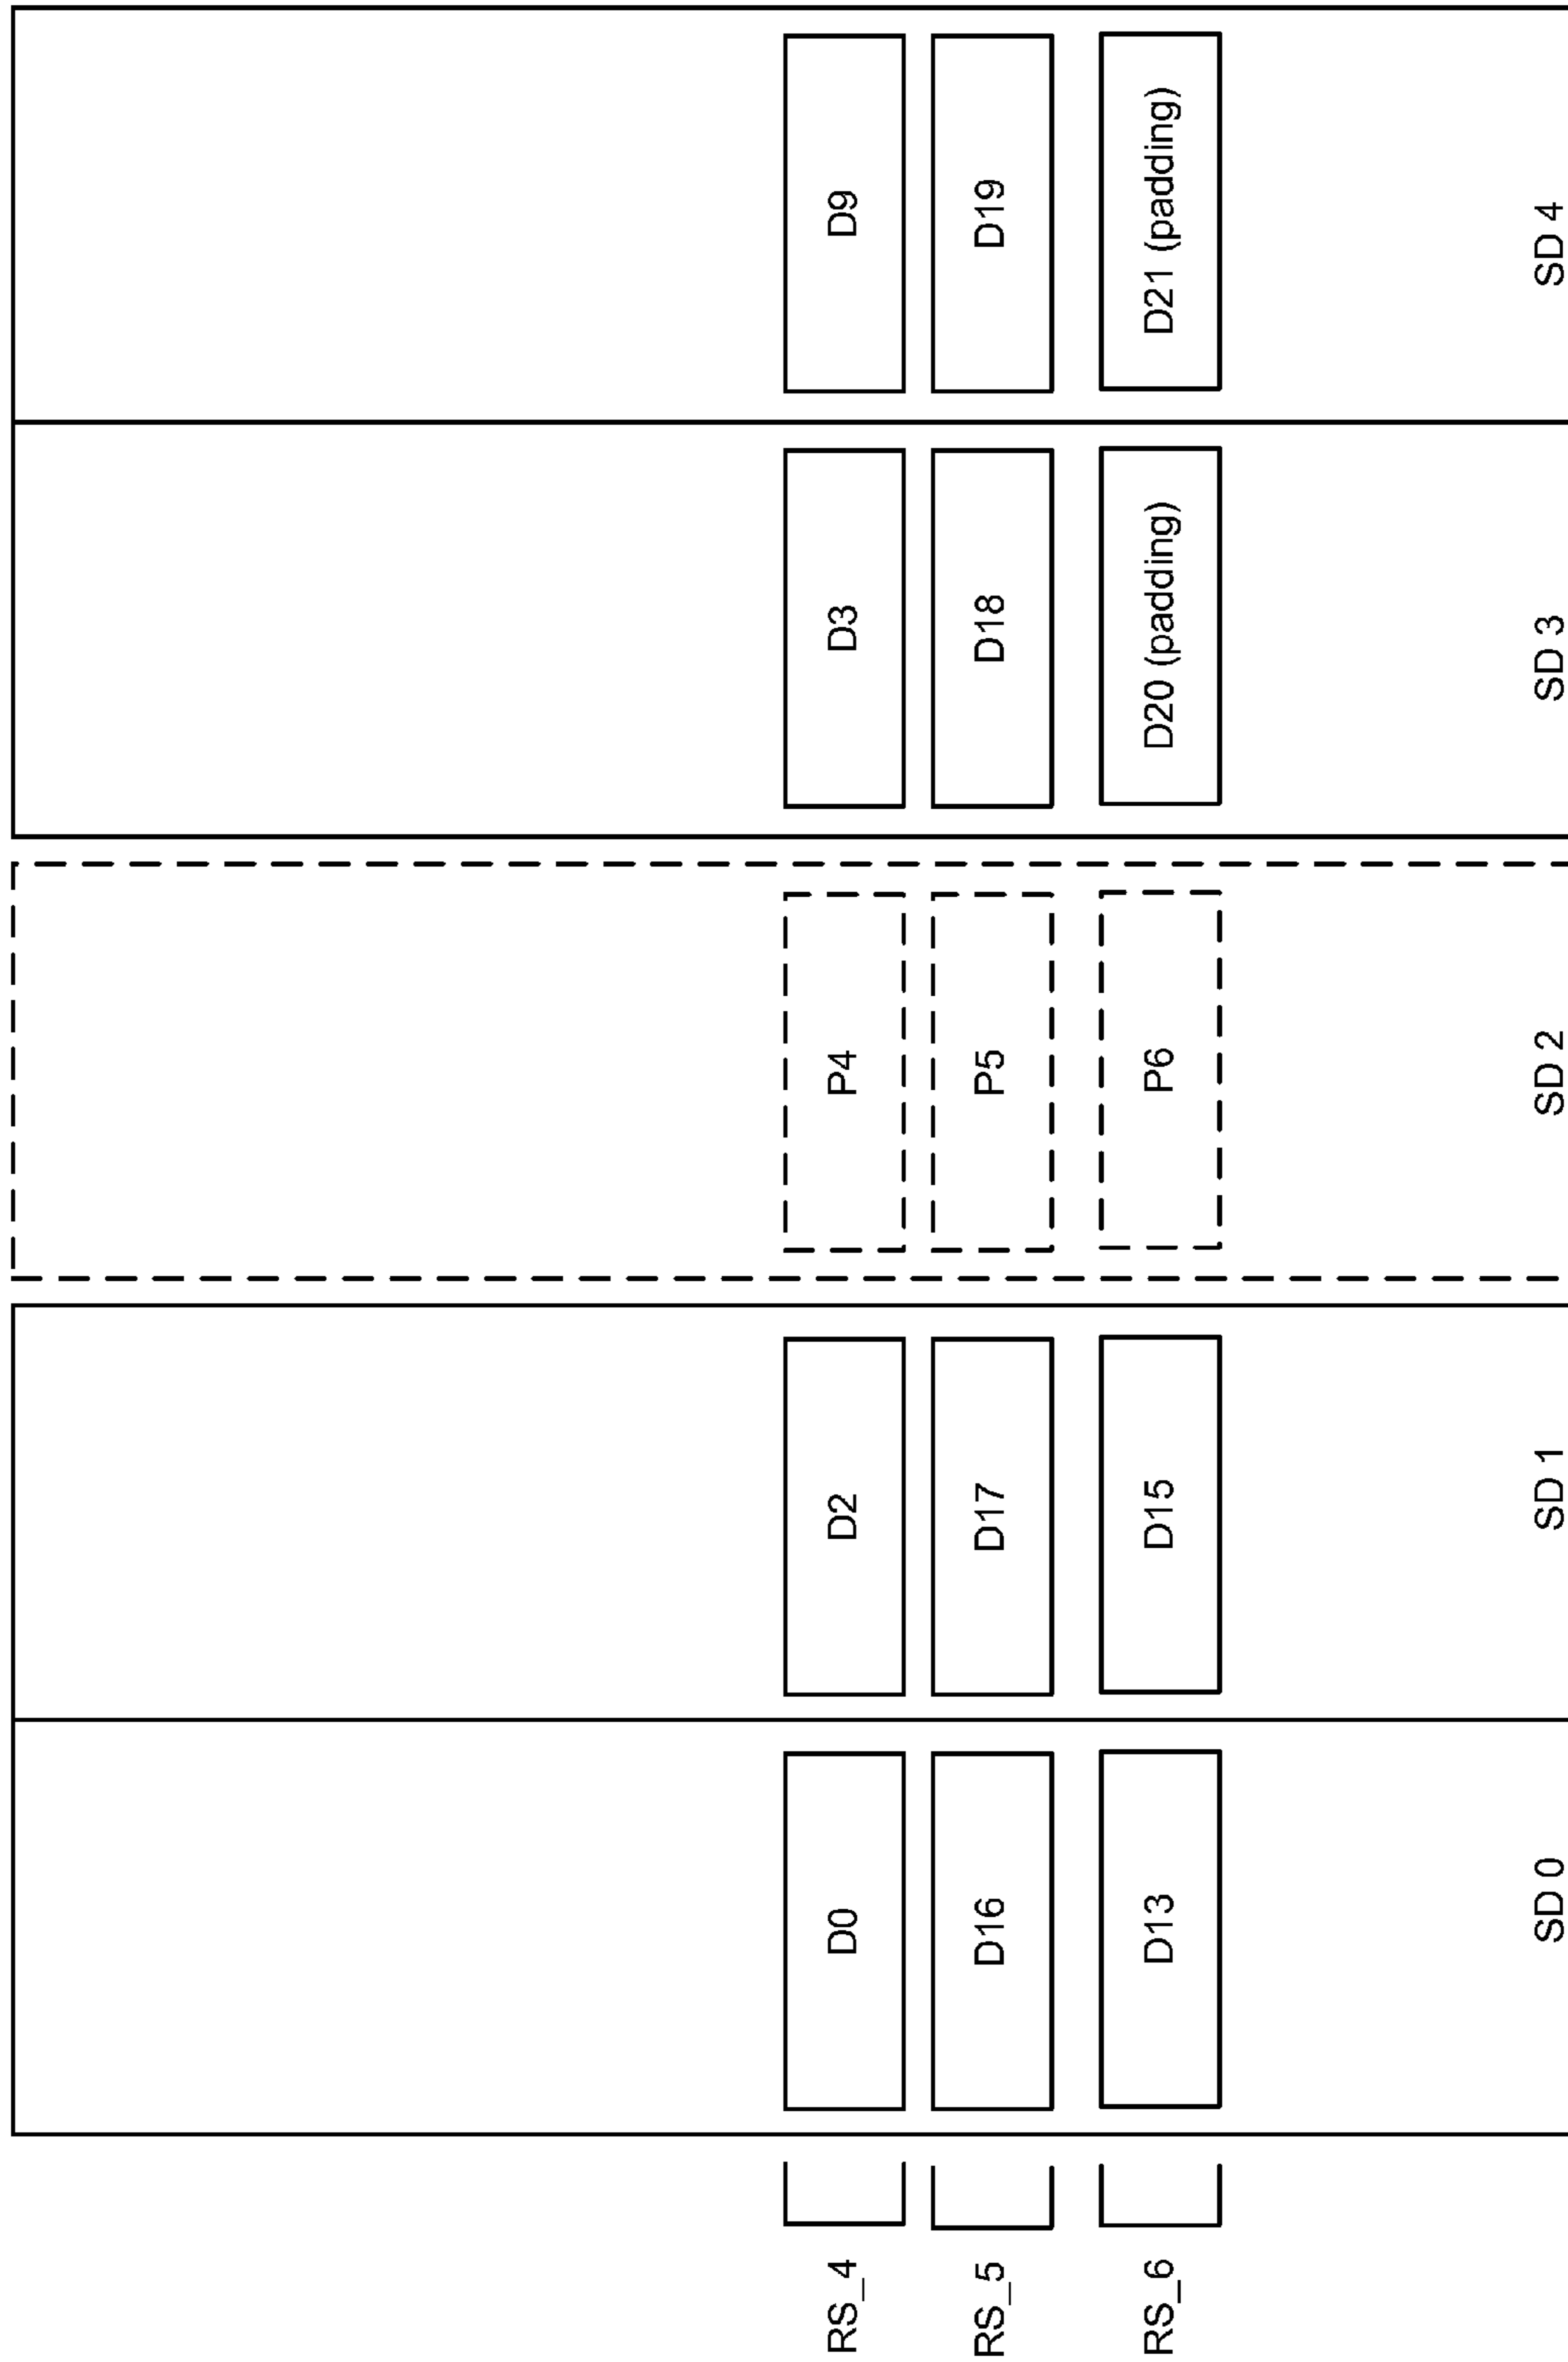 RS_4
D0
D2
P4
D3
D9
RS_5
D16
D17
P5
D18
D19
RS_6
D13
D15
P6
D20 (padding)
D21 (padding)
SD 0
SD 1
SD 2
SD 3
SD 4